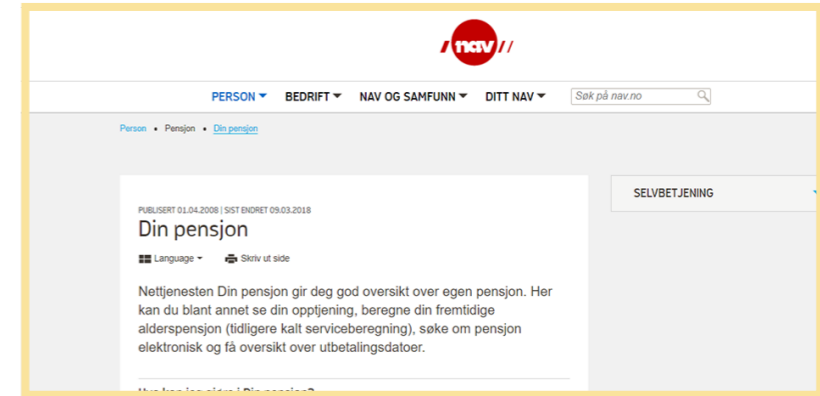 nav
PERSON BEDRIFT NAV OG SAMFUNN DITT NAV Søk på nav.no
Person • Pensjon • Din pensjon
SELVBETJENING
PUBLISERT 01.04.2008 | SIST ENDRET 09.03.2018
Din pensjon
Language Skriv ut side
Nettjenesten Din pensjon gir deg god oversikt over egen pensjon. Her
kan du blant annet se din opptjening, beregne din fremtidige
alderspensjon (tidligere kalt serviceberegning), søke om pensjon
elektronisk og få oversikt over utbetalingsdatoer.